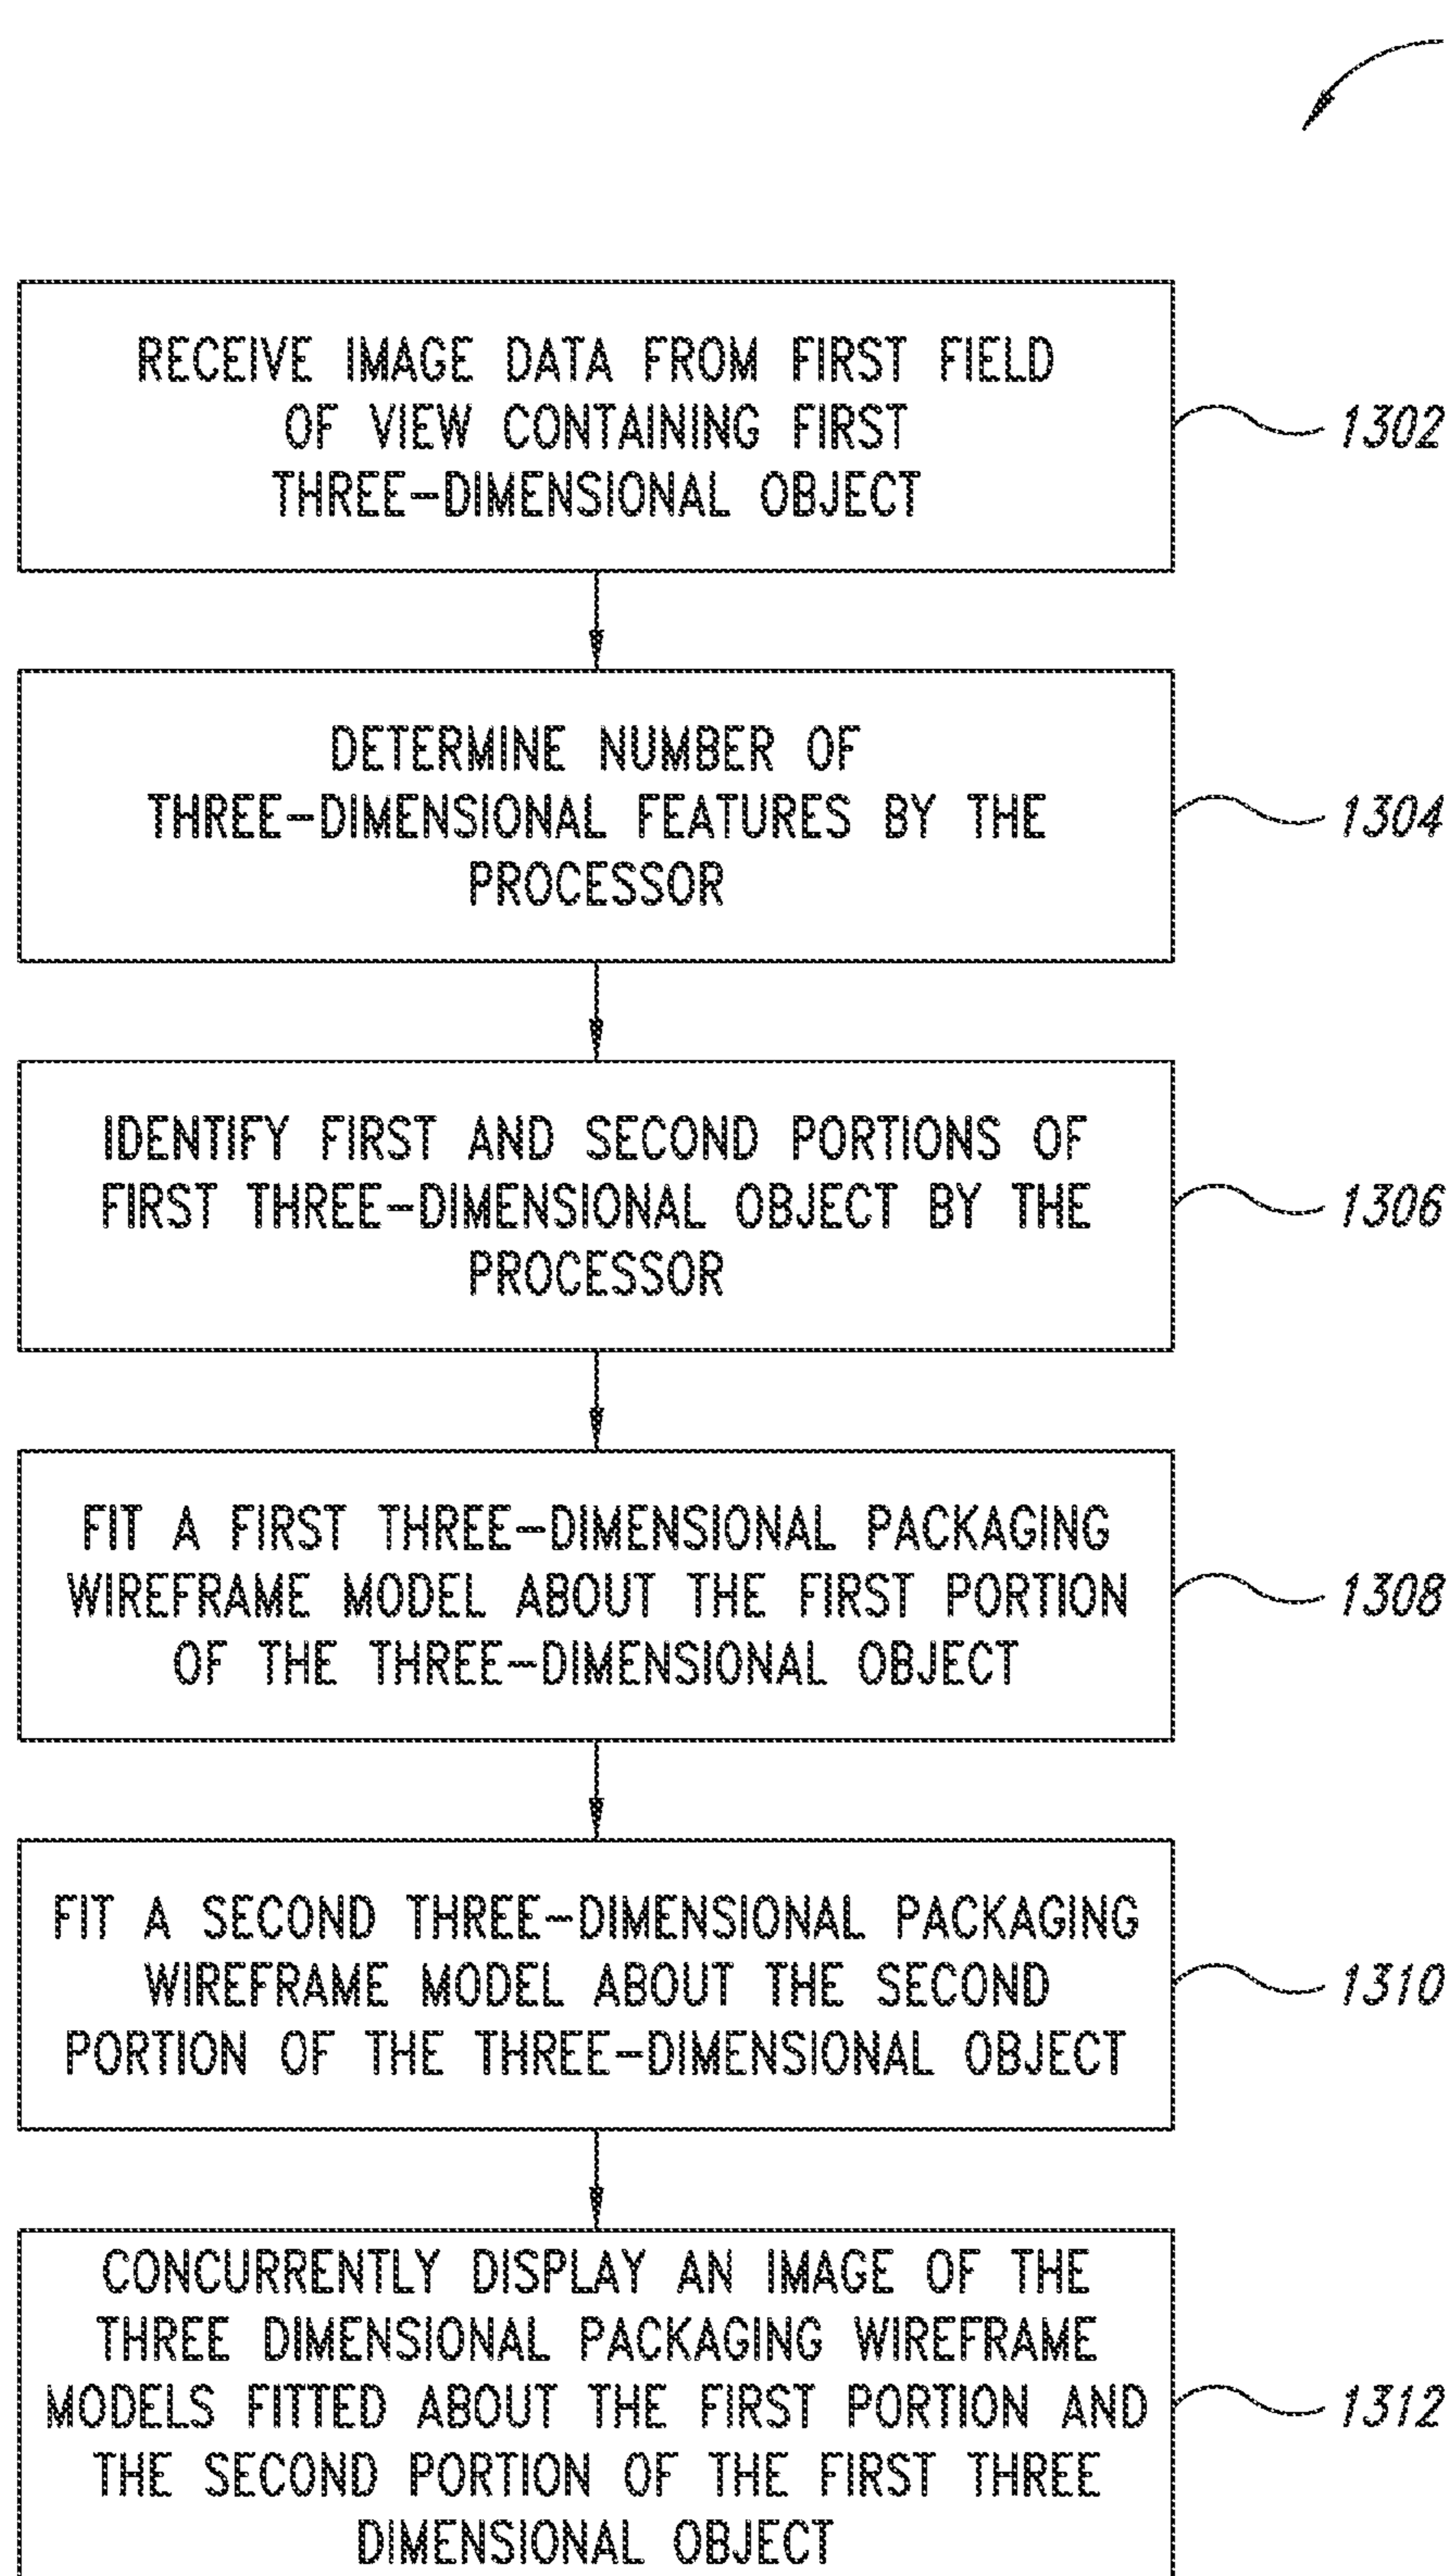 RECEIVE IMAGE DATA FROM FIRST FIELD
OF VIEW CONTAINING FIRST
THREE-DIMENSIONAL OBJECT
1302
DETERMINE NUMBER OF
THREE-DIMENSIONAL FEATURES BY THE
PROCESSOR
1304
IDENTIFY FIRST AND SECOND PORTIONS OF
FIRST THREE-DIMENSIONAL OBJECT BY THE
PROCESSOR
1306
FIT A FIRST THREE-DIMENSIONAL PACKAGING
WIREFRAME MODEL ABOUT THE FIRST PORTION
OF THE THREE-DIMENSIONAL OBJECT
1308
FIT A SECOND THREE-DIMENSIONAL PACKAGING
WIREFRAME MODEL ABOUT THE SECOND
PORTION OF THE THREE-DIMENSIONAL OBJECT
1310
CONCURRENTLY DISPLAY AN IMAGE OF THE
THREE DIMENSIONAL PACKAGING WIREFRAME
MODELS FITTED ABOUT THE FIRST PORTION AND
THE SECOND PORTION OF THE FIRST THREE
DIMENSIONAL OBJECT
1312